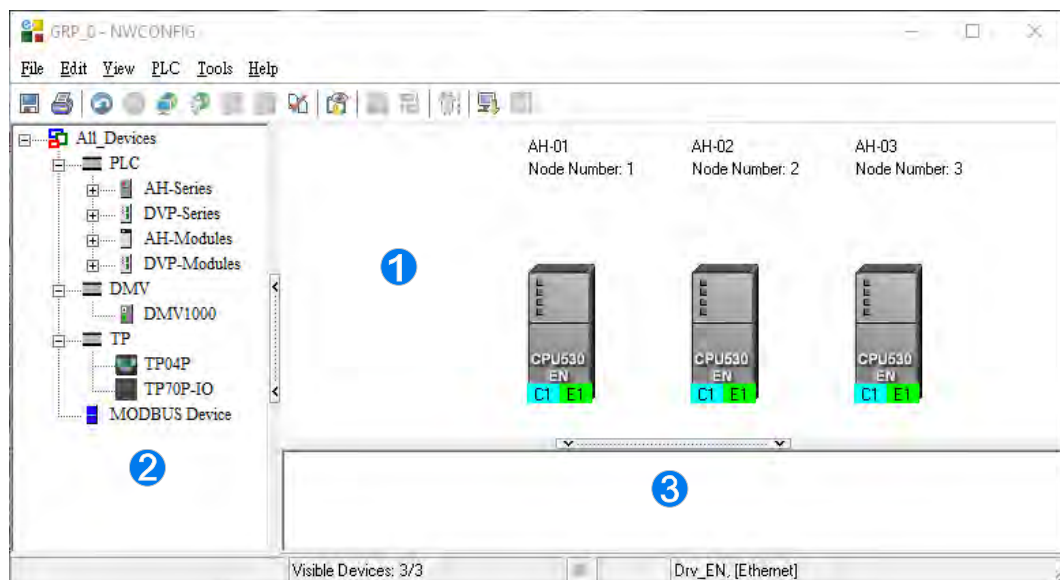 GRP_0 - NWCONFIG
File Edit View PLC Tools Help
All_Devices
PLC
AH-Series
DVP-Series
AH-Modules
DVP-Modules
DMV
DMV1000
TP
TP04P
TP70P-IO
MODBUS Device
2
1
AH-01 AH-02 AH-03
Node Number: 1 Node Number: 2 Node Number: 3
CPU530 CPU530 CPU530
EN EN EN
C1 E1 C1 E1 C1 E1
3
Visible Devices: 3/3 Drv_EN, [Ethernet]